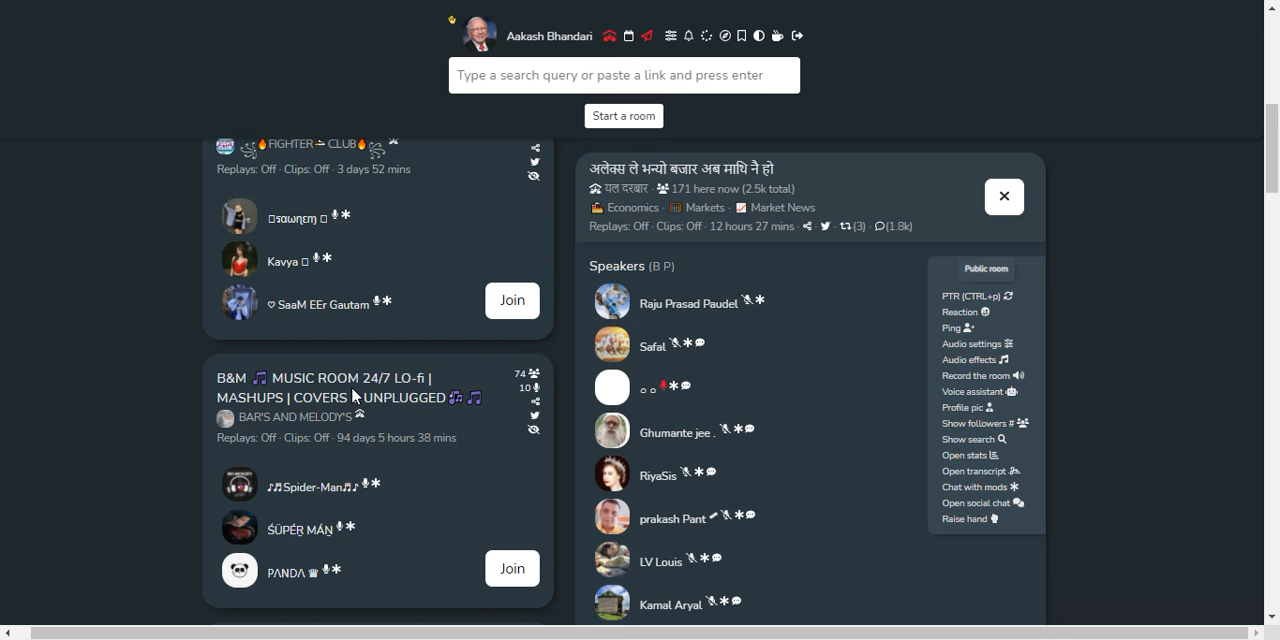 Aakash Bhandari
Type a search query or paste a link and press enter
Start a room
🔥FIGHTER CLUB🔥
Replays: Off · Clips: Off · 3 days 52 mins
Kavya
♡ SaaM EEr Gautam
Join
B&M 🎵 MUSIC ROOM 24/7 LO-fi |
MASHUPS | COVERS UNPLUGGED 🎶 🎵
74
10
BAR'S AND MELODY'S
Replays: Off · Clips: Off · 94 days 5 hours 38 mins
♪♬Spider-Man♬♪
ŚŪPÉŖ MÁŅ
PΛNDΛ ♛
Join
अलेक्स ले भन्यो बजार अब माथि नै हो
यल दरबार · 171 here now (2.5k total)
Economics · Markets · Market News
Replays: Off · Clips: Off · 12 hours 27 mins · (3) · (1.8k)
Speakers (B P)
Raju Prasad Paudel
Safal
○ ○
Ghumante jee .
RiyaSis
prakash Pant
LV Louis
Kamal Aryal
Public room
PTR (CTRL+p)
Reaction
Ping
Audio settings
Audio effects
Record the room
Voice assistant
Profile pic
Show followers #
Show search
Open stats
Open transcript
Chat with mods
Open social chat
Raise hand